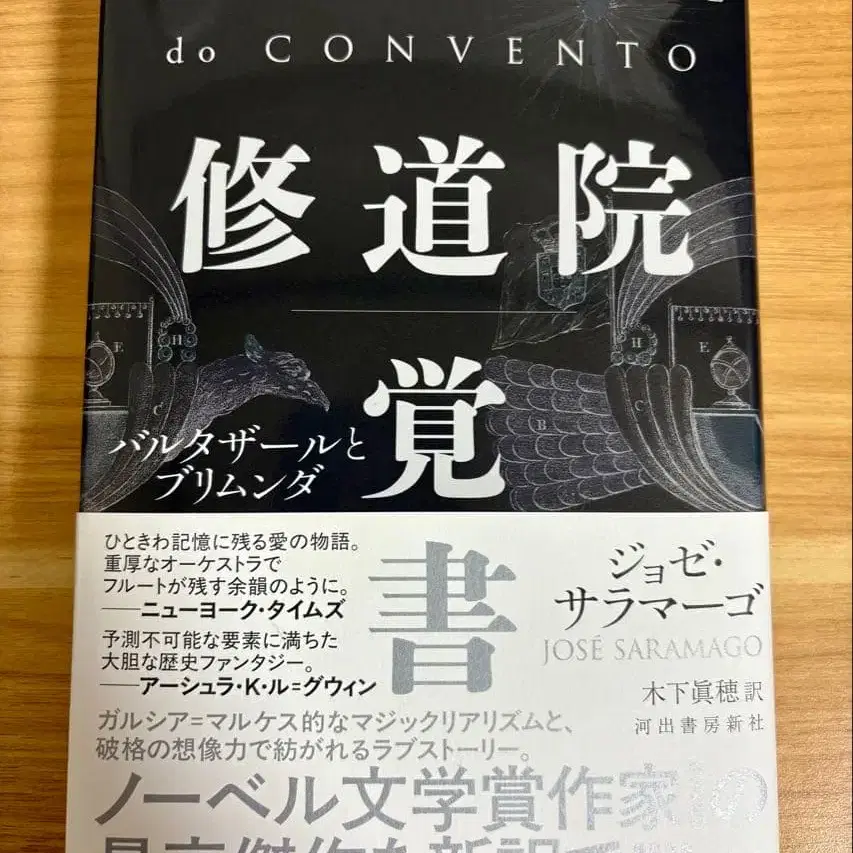 do CONVENTO
修道院
覚
書
バルタザールと
ブリムンダ
ジョゼ・
サラマーゴ
JOSÉ SARAMAGO
木下眞穂 訳
河出書房新社
ひときわ記憶に残る愛の物語。
重厚なオーケストラで
フルートが残す余韻のように。
――ニューヨーク・タイムズ
予測不可能な要素に満ちた
大胆な歴史ファンタジー。
――アーシュラ・K・ル=グウィン
ガルシア=マルケス的なマジックリアリズムと、
破格の想像力で紡がれるラブストーリー。
ノーベル文学賞作家の
H
E
C
B
H
E
C